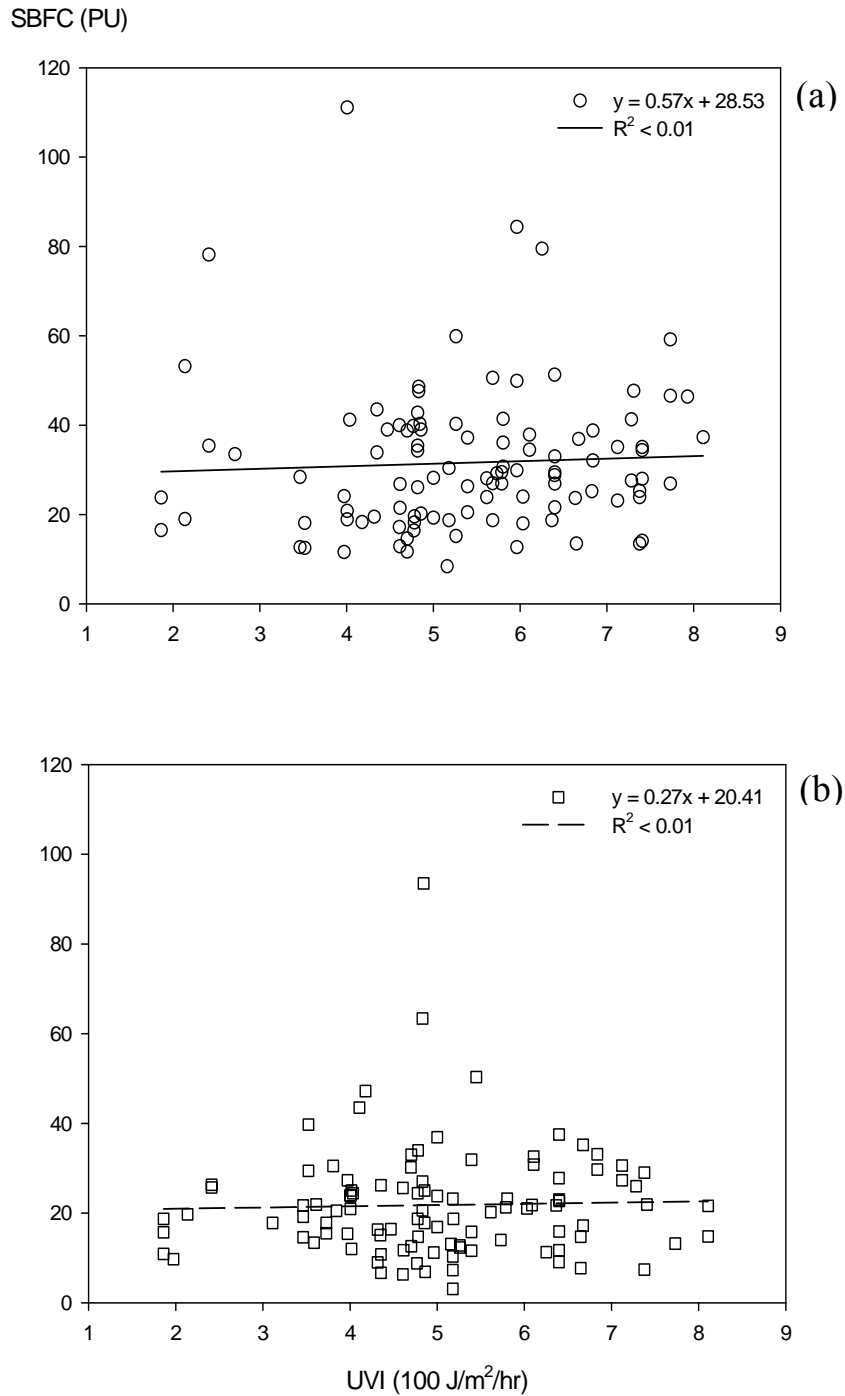 SBFC (PU)
120
100
80
60
40
20
0
1 2 3 4 5 6 7 8 9
y = 0.57x + 28.53
R² < 0.01
(a)
120
100
80
60
40
20
0
1 2 3 4 5 6 7 8 9
y = 0.27x + 20.41
R² < 0.01
(b)
UVI (100 J/m²/hr)